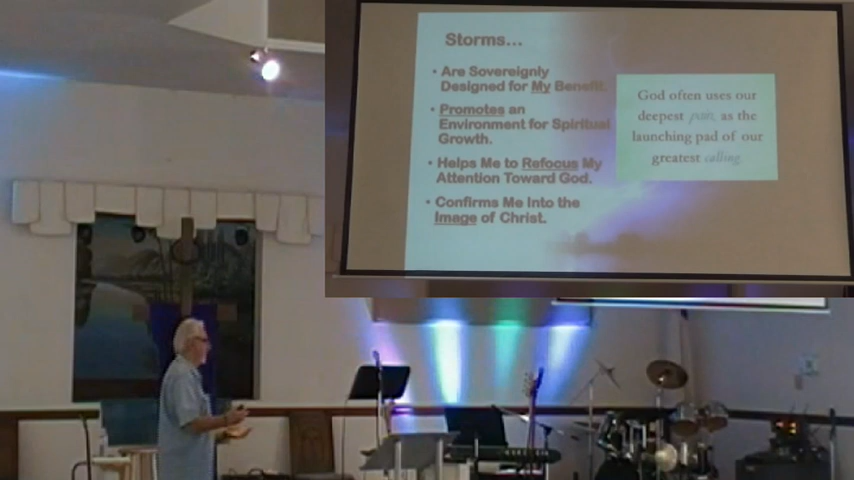 Storms...
• Are Sovereignly
Designed for My Benefit.
• Promotes an
Environment for Spiritual
Growth.
• Helps Me to Refocus My
Attention Toward God.
• Confirms Me Into the
Image of Christ.
God often uses our
deepest pain, as the
launching pad of our
greatest calling.